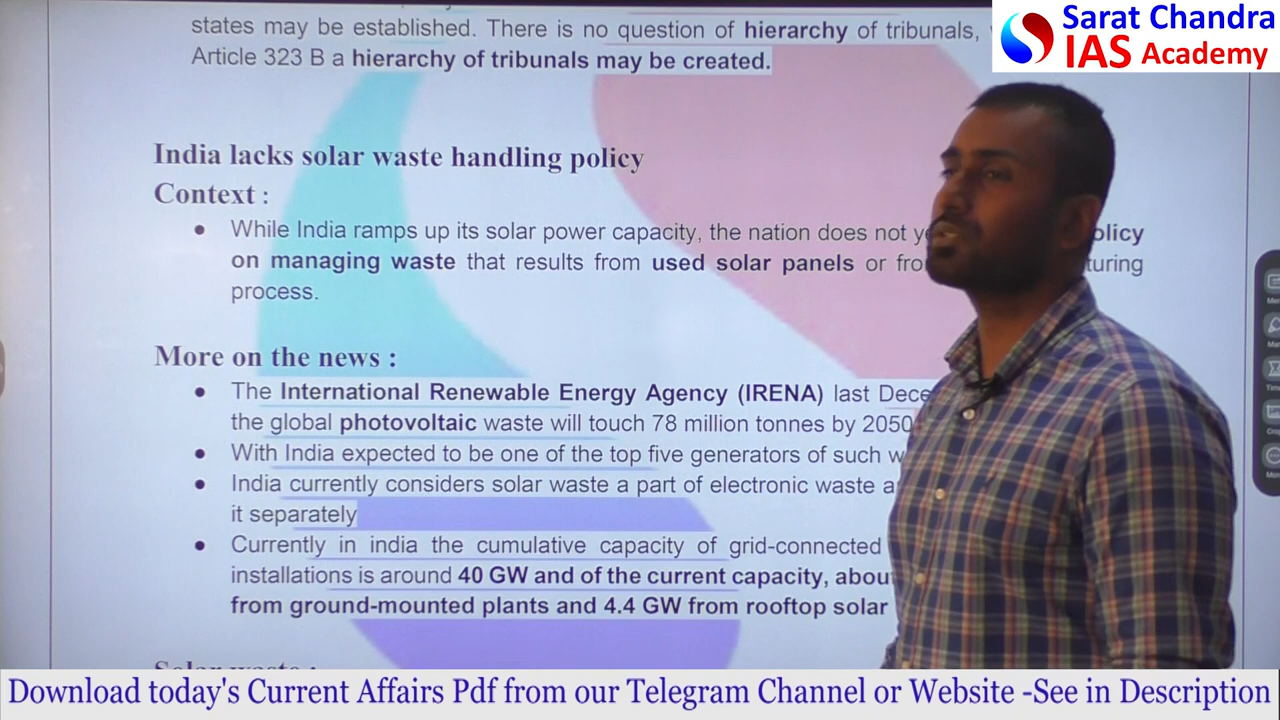 states may be established. There is no question of hierarchy of tribunals,
Article 323 B a hierarchy of tribunals may be created.
Sarat Chandra
IAS Academy
India lacks solar waste handling policy
Context :
While India ramps up its solar power capacity, the nation does not
on managing waste that results from used solar panels or
process.
More on the news :
The International Renewable Energy Agency (IRENA) last
the global photovoltaic waste will touch 78 million tonnes by 2050
With India expected to be one of the top five generators of such
India currently considers solar waste a part of electronic waste
it separately
Currently in india the cumulative capacity of grid-connected
installations is around 40 GW and of the current capacity,
from ground-mounted plants and 4.4 GW from rooftop solar
Download today's Current Affairs Pdf from our Telegram Channel or Website -See in Description